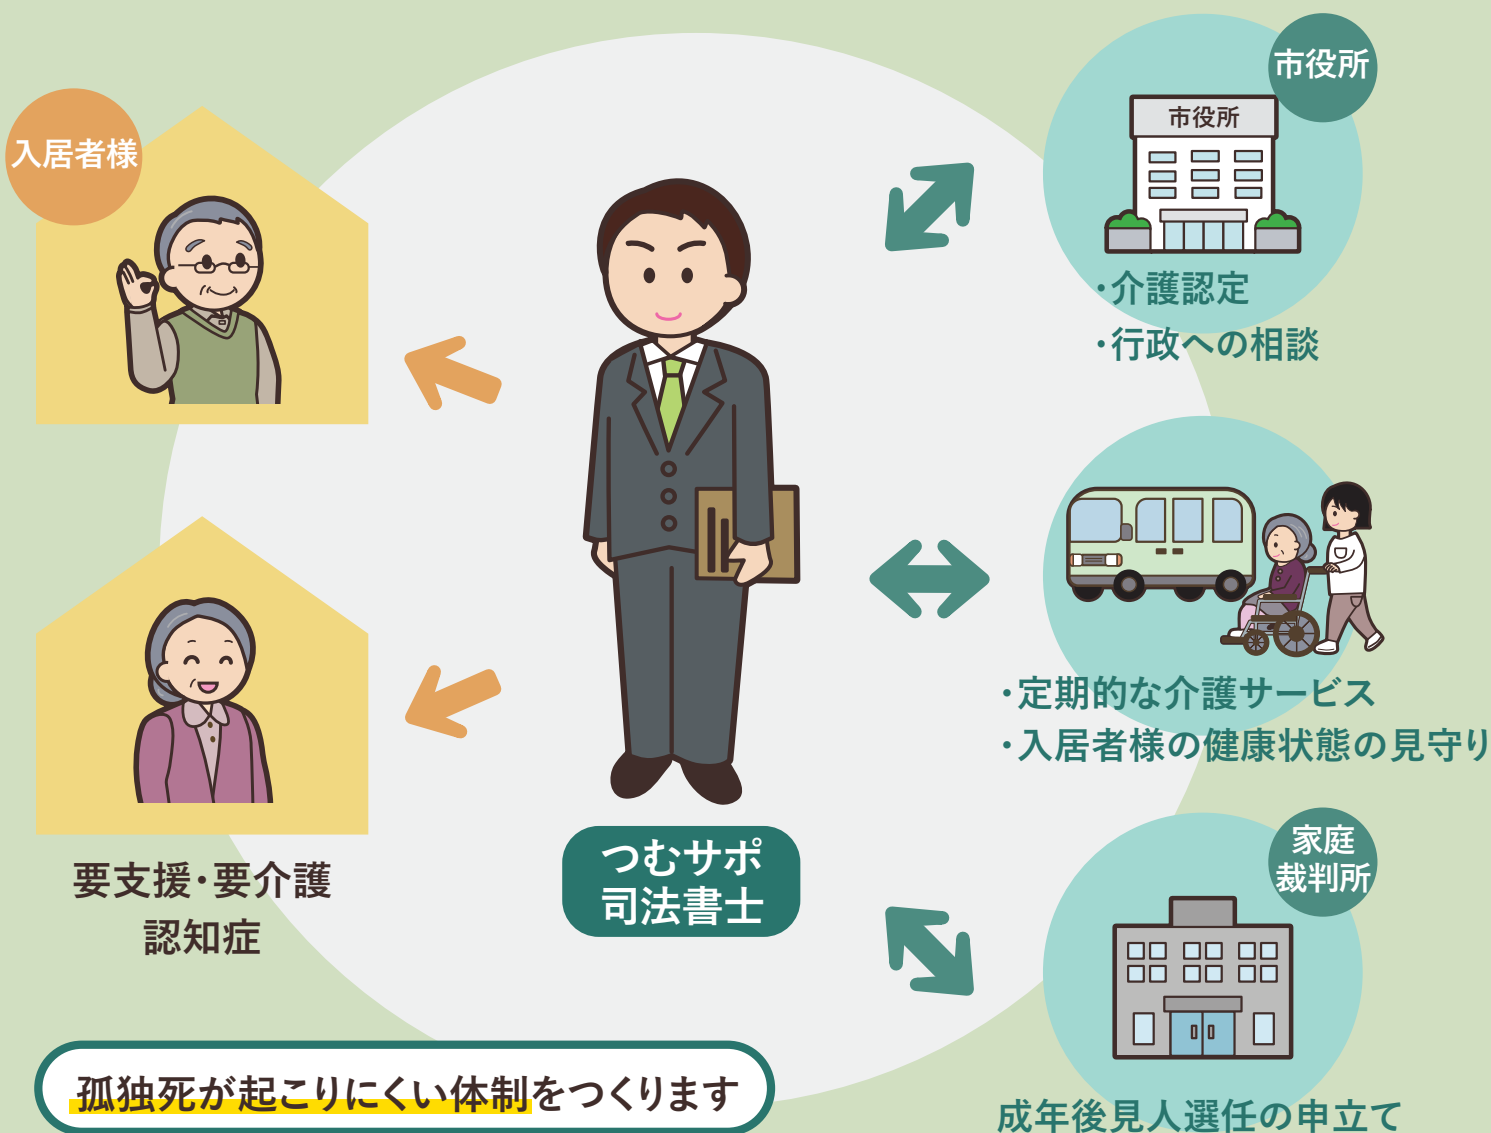 入居者様
要支援・要介護
認知症
つむサポ
司法書士
市役所
市役所
・介護認定
・行政への相談
・定期的な介護サービス
・入居者様の健康状態の見守り
家庭
裁判所
成年後見人選任の申立て
孤独死が起こりにくい体制をつくります